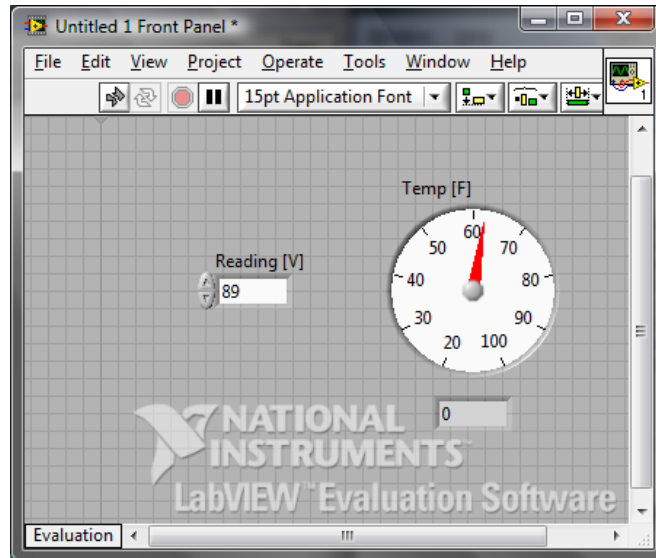 Untitled 1 Front Panel *
File Edit View Project Operate Tools Window Help
15pt Application Font
1
Temp [F]
Reading [V]
89
60
50 70
40 80
30 90
20 100
0
NATIONAL
INSTRUMENTS
LabVIEW™ Evaluation Software
Evaluation